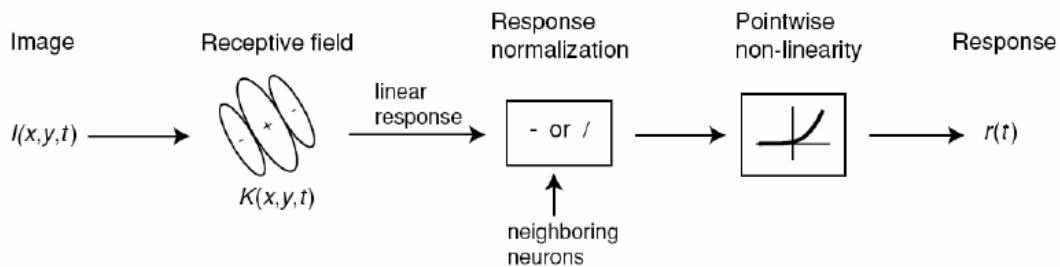 Image
Receptive field
Response
normalization
Pointwise
non-linearity
Response
I(x,y,t)
- + -
K(x,y,t)
linear
response
- or /
neighboring
neurons
r(t)